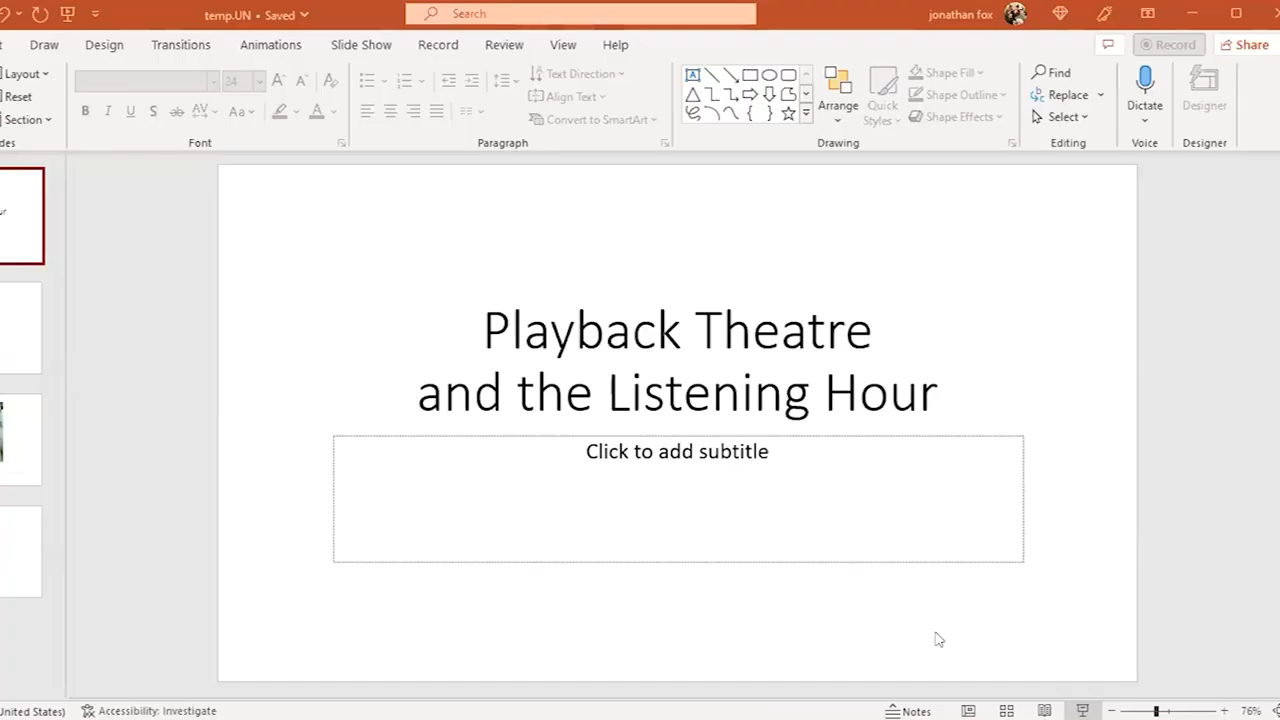 temp.UN • Saved
Search
jonathan fox
Draw Design Transitions Animations Slide Show Record Review View Help
Record Share
Layout
Reset
Section
34
Aa
Text Direction
Align Text
Convert to SmartArt
Arrange
Quick Styles
Shape Fill
Shape Outline
Shape Effects
Find
Replace
Select
Dictate
Designer
Font Paragraph Drawing Editing Voice Designer
Playback Theatre
and the Listening Hour
Click to add subtitle
United States) Accessibility: Investigate Notes 76%